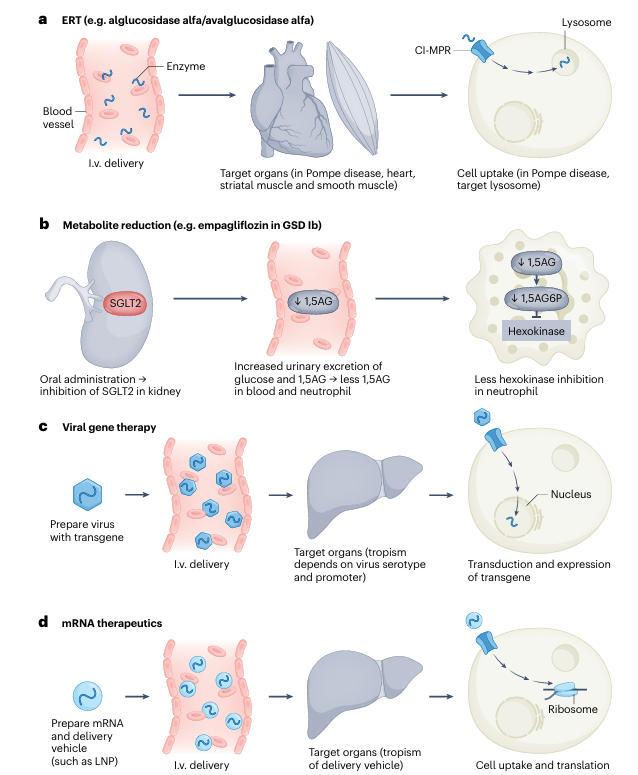 a ERT (e.g. alglucosidase alfa/avalglucosidase alfa)
Lysosome
CI-MPR
Enzyme
Blood
vessel
I.v. delivery
Target organs (in Pompe disease, heart,
striatal muscle and smooth muscle)
Cell uptake (in Pompe disease,
target lysosome)
b Metabolite reduction (e.g. empagliflozin in GSD Ib)
SGLT2
↓ 1,5AG
↓ 1,5AG
↓ 1,5AG6P
Hexokinase
Oral administration →
inhibition of SGLT2 in kidney
Increased urinary excretion of
glucose and 1,5AG → less 1,5AG
in blood and neutrophil
Less hexokinase inhibition
in neutrophil
c Viral gene therapy
Nucleus
Prepare virus
with transgene
I.v. delivery
Target organs (tropism
depends on virus serotype
and promoter)
Transduction and expression
of transgene
d mRNA therapeutics
Ribosome
Prepare mRNA
and delivery
vehicle
(such as LNP)
I.v. delivery
Target organs (tropism
of delivery vehicle)
Cell uptake and translation